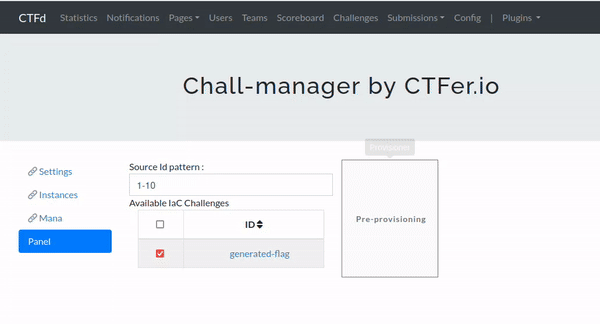 CTFd Statistics Notifications Pages Users Teams Scoreboard Challenges Submissions Config | Plugins
Chall-manager by CTFer.io
Provisioner
Settings
Instances
Mana
Panel
Source Id pattern :
1-10
Available IaC Challenges
ID
generated-flag
Pre-provisioning